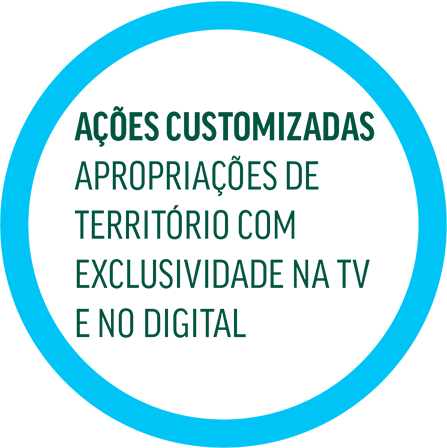 AÇÕES CUSTOMIZADAS
APROPRIAÇÕES DE
TERRITÓRIO COM
EXCLUSIVIDADE NA TV
E NO DIGITAL